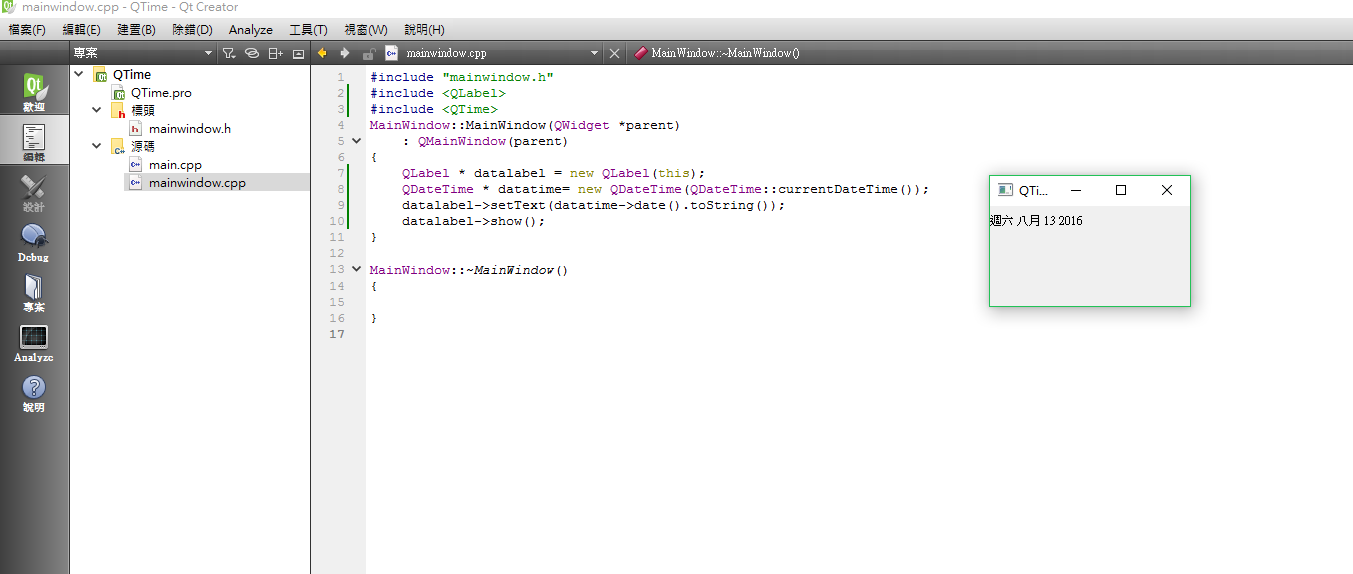 mainwindow.cpp - QTime - Qt Creator
檔案(F) 編輯(E) 建置(B) 除錯(D) Analyze 工具(T) 視窗(W) 說明(H)
專案 mainwindow.cpp MainWindow::~MainWindow()
歡迎
編輯
設計
Debug
專案
Analyze
說明
QTime
QTime.pro
標頭
mainwindow.h
源碼
main.cpp
mainwindow.cpp
1 #include "mainwindow.h"
2 #include <QLabel>
3 #include <QTime>
4 MainWindow::MainWindow(QWidget *parent)
5 : QMainWindow(parent)
6 {
7 QLabel * datalabel = new QLabel(this);
8 QDateTime * datatime= new QDateTime(QDateTime::currentDateTime());
9 datalabel->setText(datatime->date().toString());
10 datalabel->show();
11 }
12
13 MainWindow::~MainWindow()
14 {
15
16 }
17
QTi...
週六 八月 13 2016